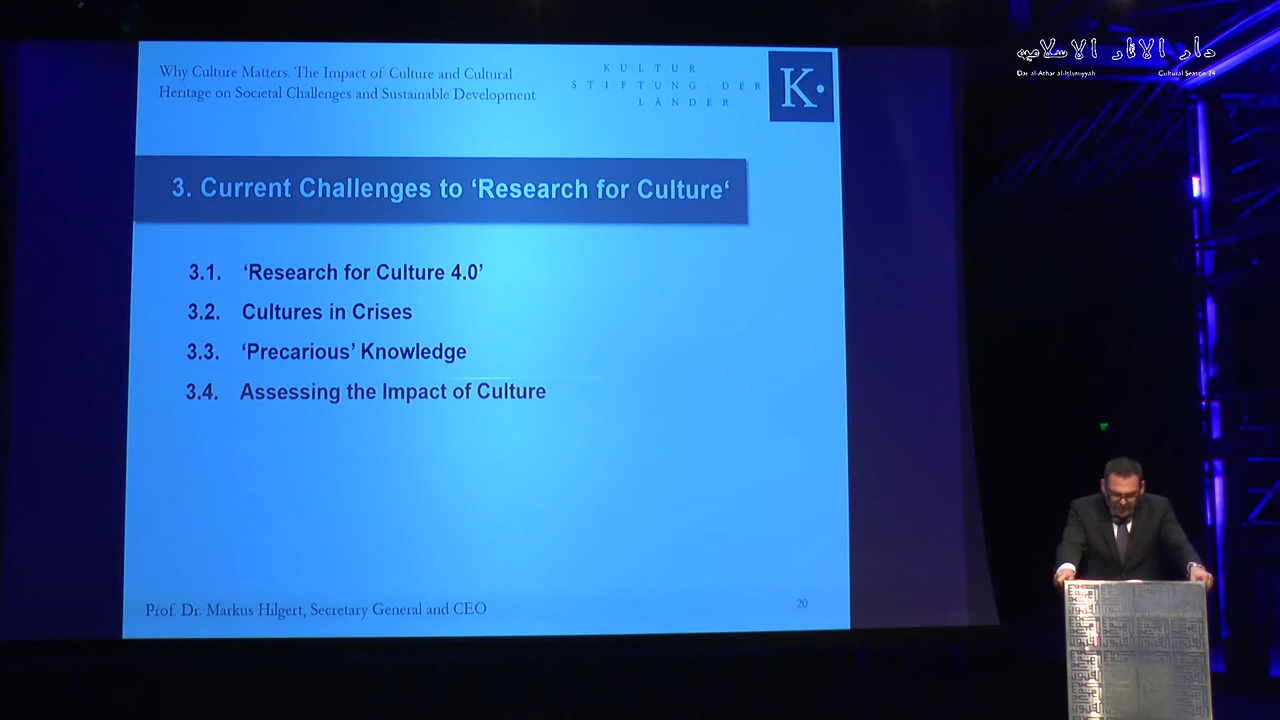 Why Culture Matters. The Impact of Culture and Cultural
Heritage on Societal Challenges and Sustainable Development
KULTUR
STIFTUNG·DER
LÄNDER
K·
دار الآثار الاسلاميه
Dar al-Athar al-Islamiyyah
Cultural Season 24
3. Current Challenges to ‘Research for Culture‘
3.1. ‘Research for Culture 4.0’
3.2. Cultures in Crises
3.3. ‘Precarious’ Knowledge
3.4. Assessing the Impact of Culture
Prof. Dr. Markus Hilgert, Secretary General and CEO
20